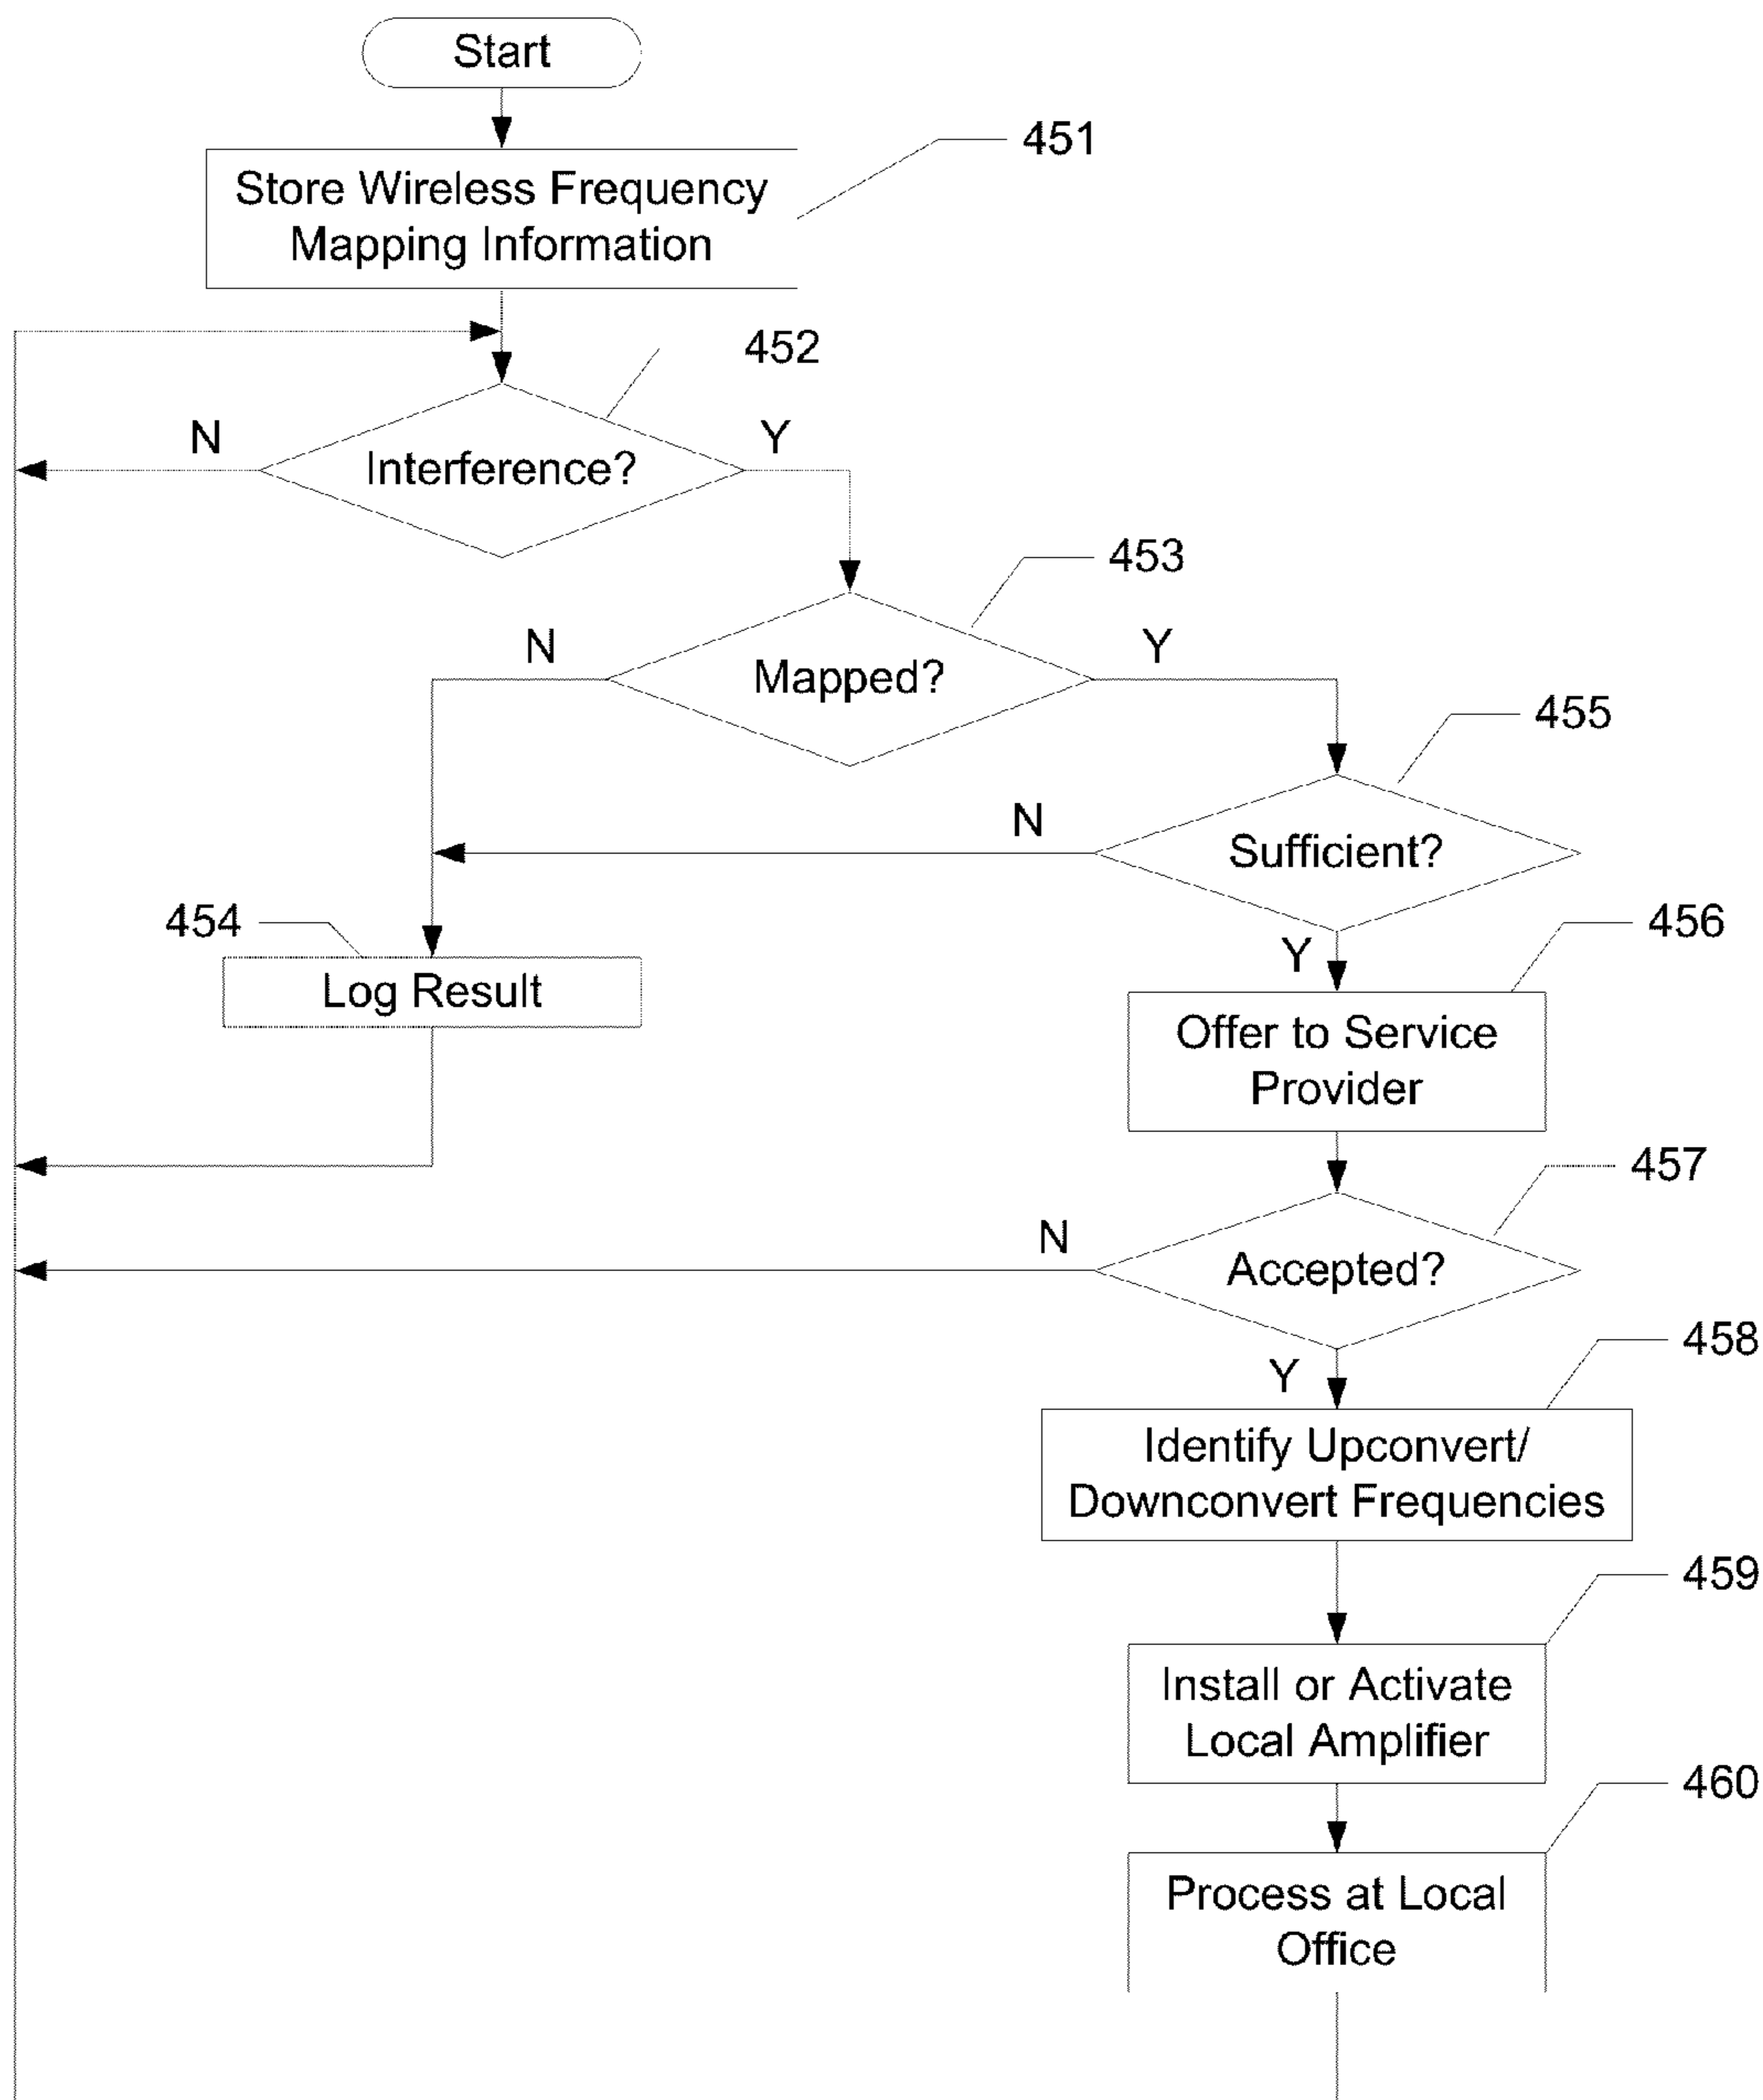 Start
451
Store Wireless Frequency
Mapping Information
452
N
Y
Interference?
453
N
Y
Mapped?
455
N
Sufficient?
454
456
Y
Log Result
Offer to Service
Provider
457
N
Accepted?
458
Y
Identify Upconvert/
Downconvert Frequencies
459
Install or Activate
Local Amplifier
460
Process at Local
Office